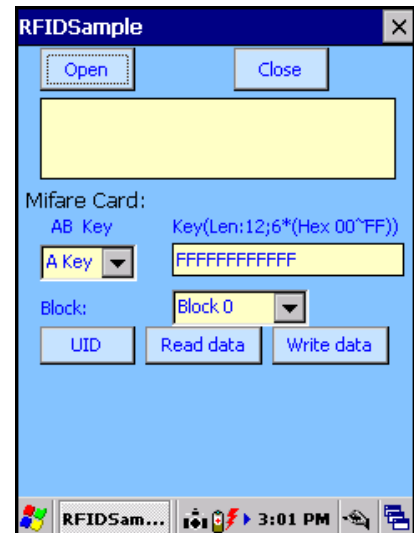 RFIDSample
Open Close
Mifare Card:
AB Key Key(Len:12;6*(Hex 00~FF))
A Key FFFFFFFFFFFF
Block: Block 0
UID Read data Write data
RFIDSam... 3:01 PM